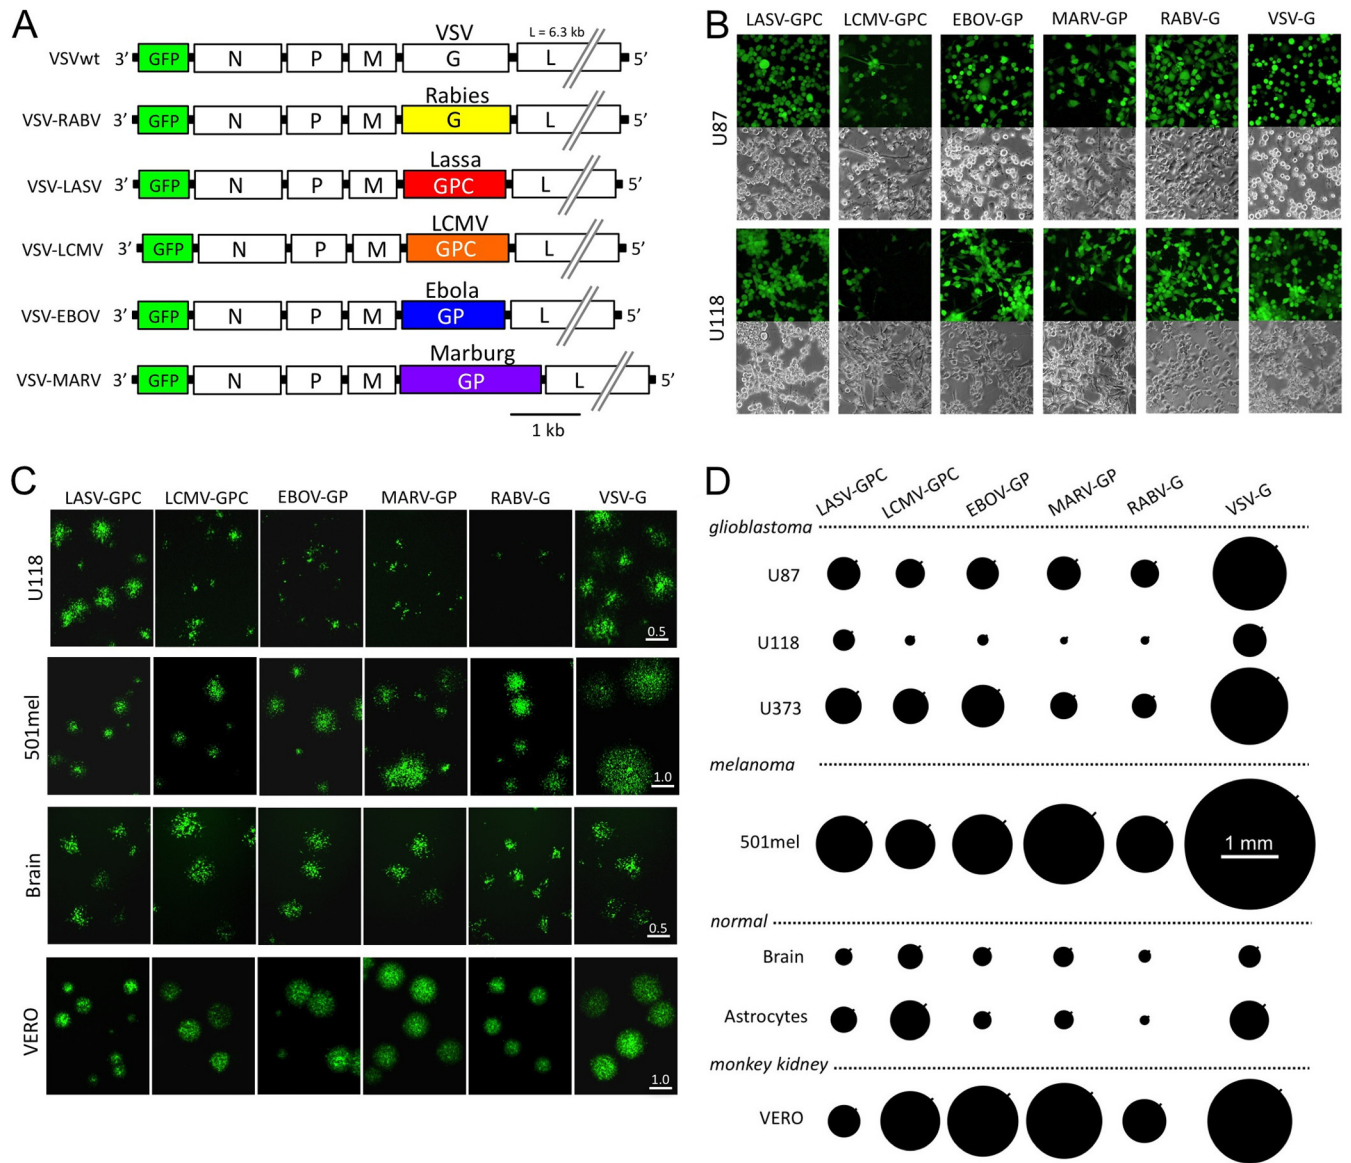 A
VSV
L = 6.3 kb
VSVwt 3’ GFP N P M G L 5’
Rabies
VSV-RABV 3’ GFP N P M G L 5’
Lassa
VSV-LASV 3’ GFP N P M GPC L 5’
LCMV
VSV-LCMV 3’ GFP N P M GPC L 5’
Ebola
VSV-EBOV 3’ GFP N P M GP L 5’
Marburg
VSV-MARV 3’ GFP N P M GP L 5’
1 kb
B
LASV-GPC LCMV-GPC EBOV-GP MARV-GP RABV-G VSV-G
U87
U118
C
LASV-GPC LCMV-GPC EBOV-GP MARV-GP RABV-G VSV-G
U118
0.5
501mel
1.0
Brain
0.5
VERO
1.0
D
LASV-GPC LCMV-GPC EBOV-GP MARV-GP RABV-G VSV-G
glioblastoma
U87
U118
U373
melanoma
501mel
1 mm
normal
Brain
Astrocytes
monkey kidney
VERO